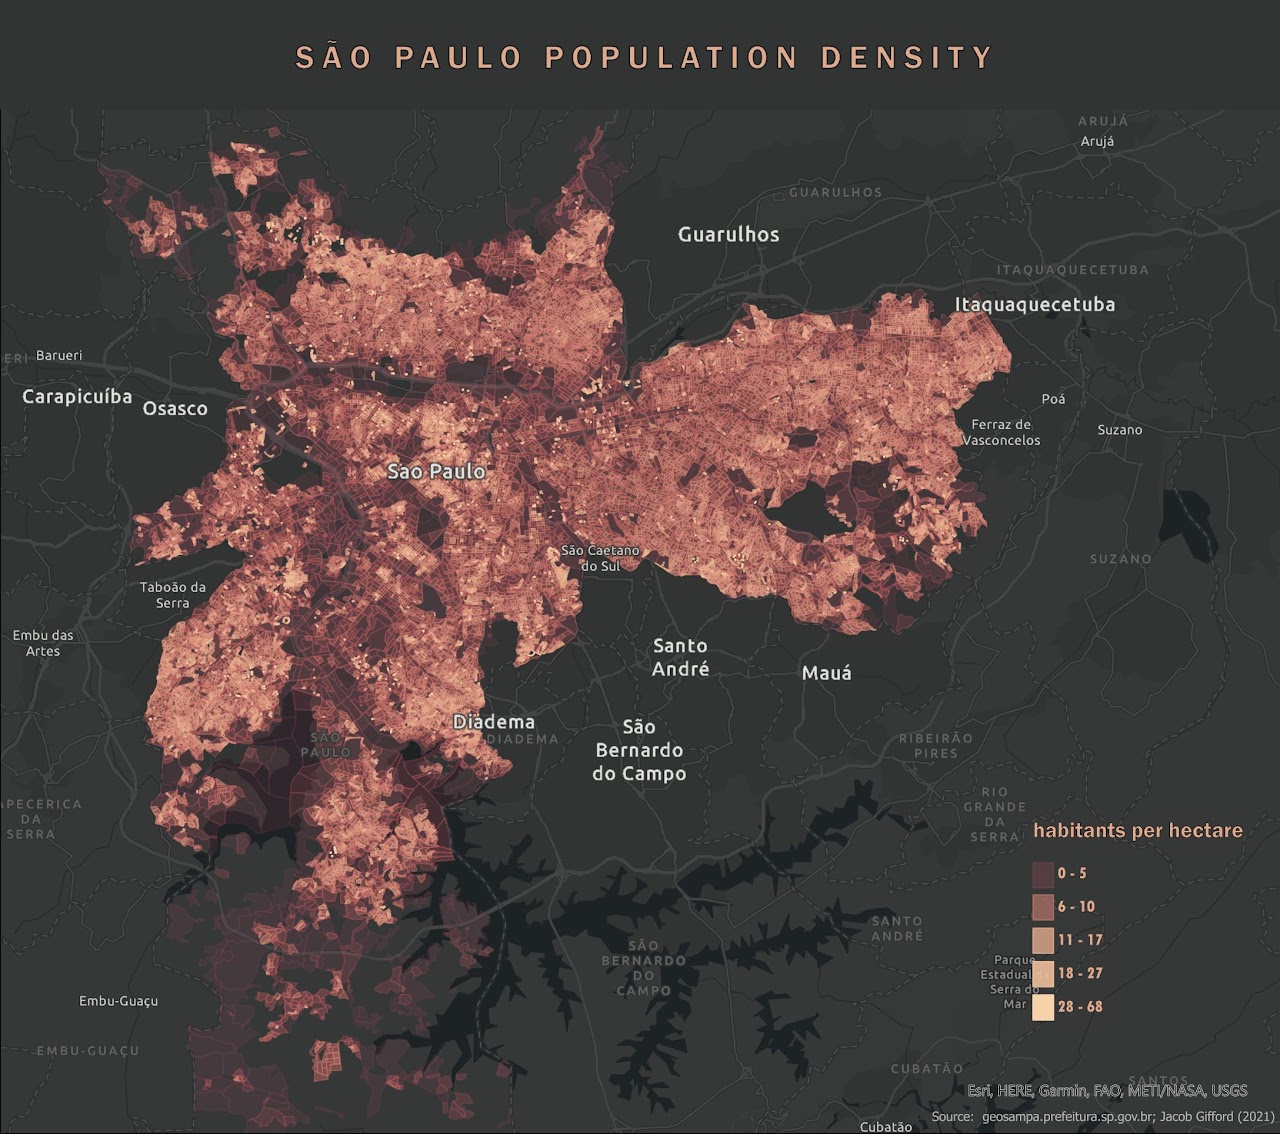 SÃO PAULO POPULATION DENSITY
ARUJÁ
Arujá
GUARULHOS
Guarulhos
ITAQUAQUECETUBA
Itaquaquecetuba
ERI
Barueri
Carapicuíba
Osasco
Poá
Ferraz de
Vasconcelos
Suzano
Sao Paulo
São Caetano
do Sul
SUZANO
Taboão da
Serra
Embu das
Artes
Santo
André
Mauá
Diadema
DIADEMA
São
Bernardo
do Campo
SÃO
PAULO
RIBEIRÃO
PIRES
APECERICA
DA
SERRA
RIO
GRANDE
DA
SERRA
habitants per hectare
0 - 5
6 - 10
11 - 17
18 - 27
28 - 68
SANTO
ANDRÉ
SÃO
BERNARDO
DO
CAMPO
Parque
Estadual da
Serra do
Mar
Embu-Guaçu
EMBU-GUAÇU
CUBATÃO
SANTOS
Esri, HERE, Garmin, FAO, METI/NASA, USGS
Source: geosampa.prefeitura.sp.gov.br; Jacob Gifford (2021)
Cubatão